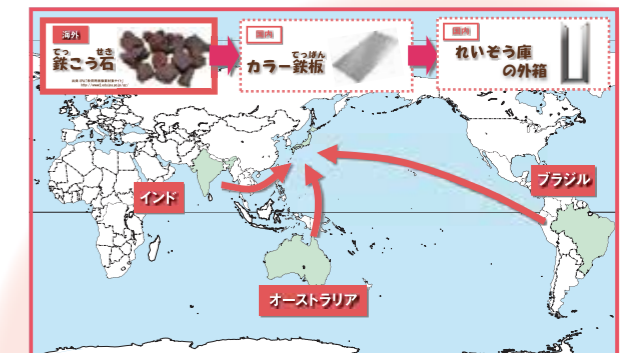 海外
てっ せき
鉄こう石
国内
てっぱん
カラー鉄板
国内
れいぞう庫
の外箱
インド
オーストラリア
ブラジル